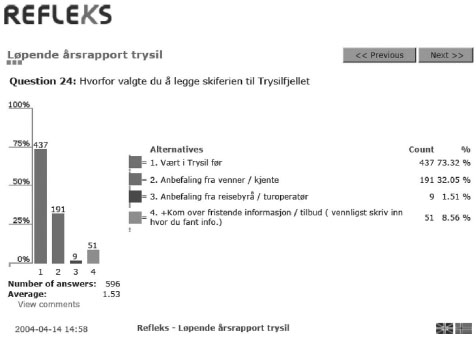 REFLEKS
Løpende årsrapport trysil
<< Previous Next >>
Question 24: Hvorfor valgte du å legge skiferien til Trysilfjellet
100%
75%
50%
25%
0%
437
191
9
51
1 2 3 4
Alternatives Count %
1. Vært i Trysil før 437 73.32 %
2. Anbefaling fra venner / kjente 191 32.05 %
3. Anbefaling fra reisebyrå / turoperatør 9 1.51 %
4. +Kom over fristende informasjon / tilbud ( vennligst skriv inn
hvor du fant info.) 51 8.56 %
Number of answers: 596
Average: 1.53
View comments
2004-04-14 14:58 Refleks - Løpende årsrapport trysil